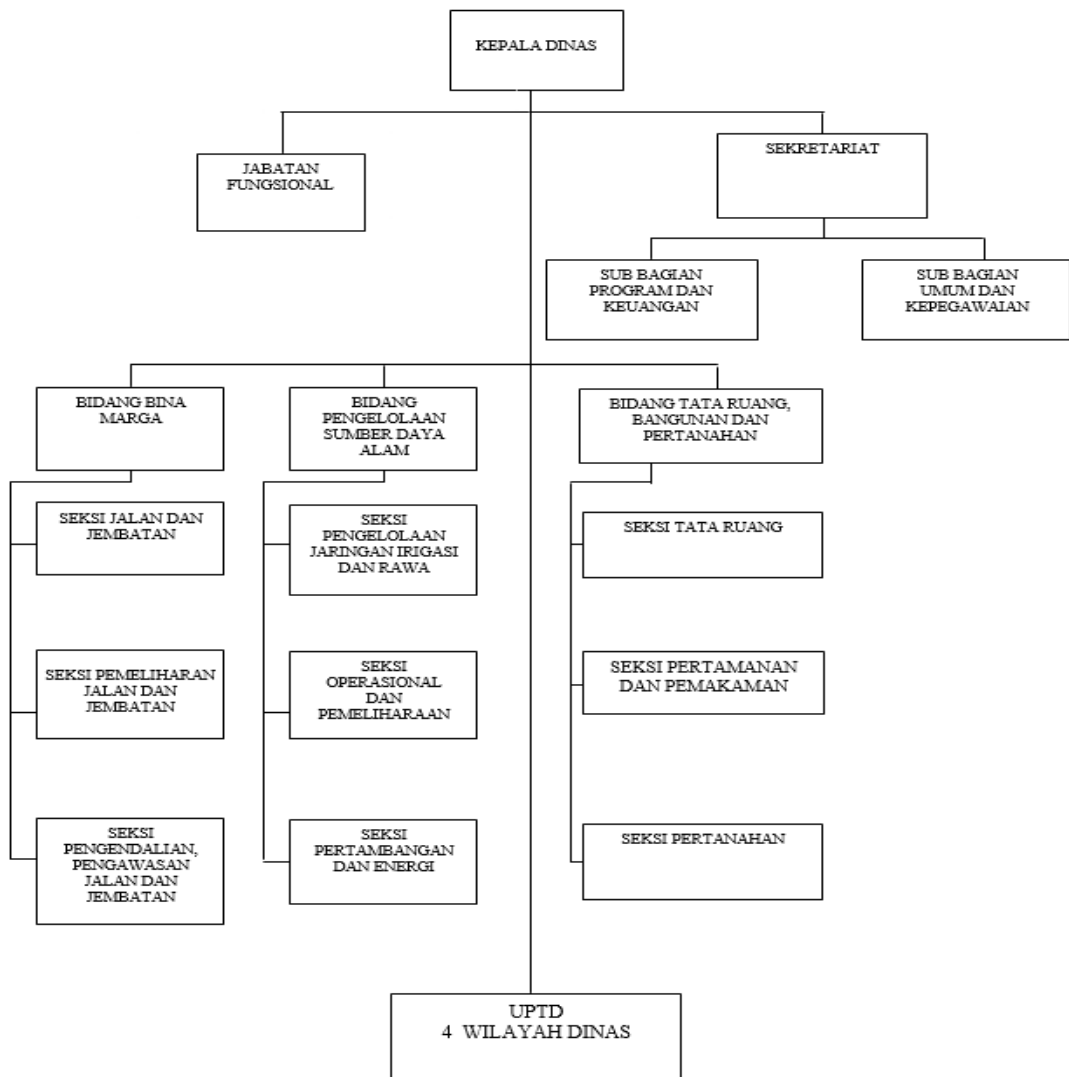 KEPALA DINAS
JABATAN
FUNGSIONAL
SEKRETARIAT
SUB BAGIAN
PROGRAM DAN
KEUANGAN
SUB BAGIAN
UMUM DAN
KEPEGAWAIAN
BIDANG BINA
MARGA
BIDANG
PENGELOLAAN
SUMBER DAYA
ALAM
BIDANG TATA RUANG,
BANGUNAN DAN
PERTANAHAN
SEKSI JALAN DAN
JEMBATAN
SEKSI
PENGELOLAAN
JARINGAN IRIGASI
DAN RAWA
SEKSI TATA RUANG
SEKSI PEMELIHARAN
JALAN DAN
JEMBATAN
SEKSI
OPERASIONAL
DAN
PEMELIHARAAN
SEKSI PERTAMANAN
DAN PEMAKAMAN
SEKSI
PENGENDALIAN,
PENGAWASAN
JALAN DAN
JEMBATAN
SEKSI
PERTAMBANGAN
DAN ENERGI
SEKSI PERTANAHAN
UPTD
4 WILAYAH DINAS